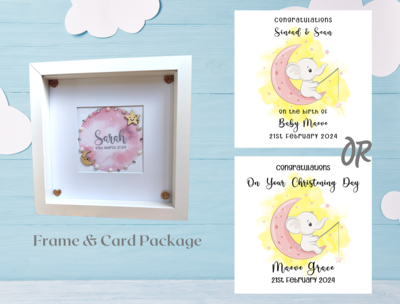 Sarah
Frame & Card Package
Congratulations
Sinead & Sean
on the birth of
Baby Maeve
21st February 2024
OR
Congratulations
On Year Christening Day
Maeve Grace
21st February 2024